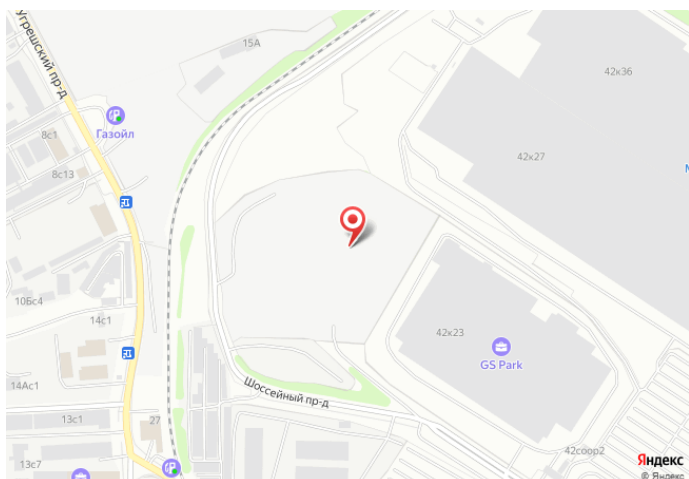 Угрешский пр-д
15А
42к36
8с1
Газойл
8с13
42к27
10Бс4
14с1
42к23
GS Park
14Ас1
Шоссейный пр-д
13с1
27
13с7
42соор2
Яндекс
© Яндекс